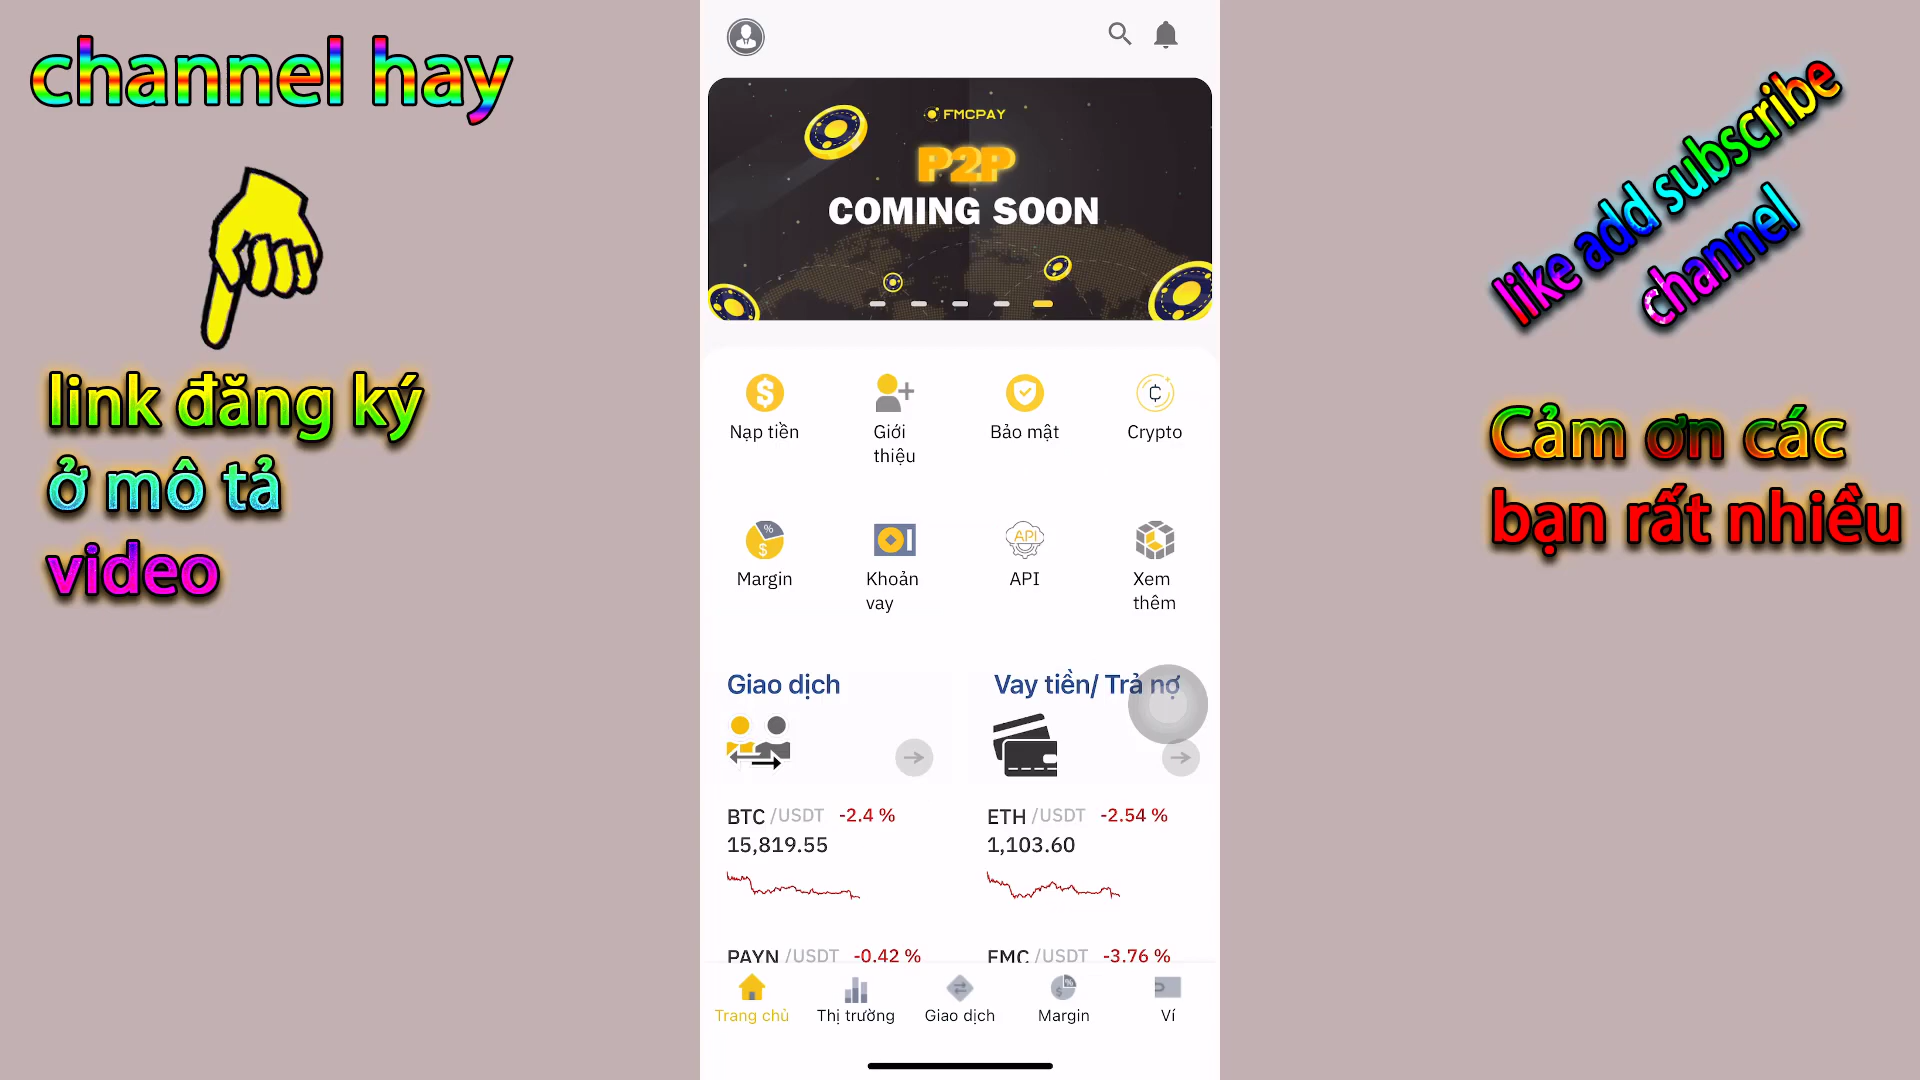 channel hay
link đăng ký
ở mô tả
video
FMCPAY
P2P
COMING SOON
Nạp tiền
Giới
thiệu
Bảo mật
Crypto
%
$
Margin
Khoản
vay
API
API
Xem
thêm
Giao dịch
Vay tiền/ Trả nợ
BTC /USDT -2.4 %
15,819.55
ETH /USDT -2.54 %
1,103.60
PAYN /USDT -0.42 %
FMC /USDT -3.76 %
Trang chủ
Thị trường
Giao dịch
Margin
Ví
like add subscribe
channel
Cảm ơn các
bạn rất nhiều